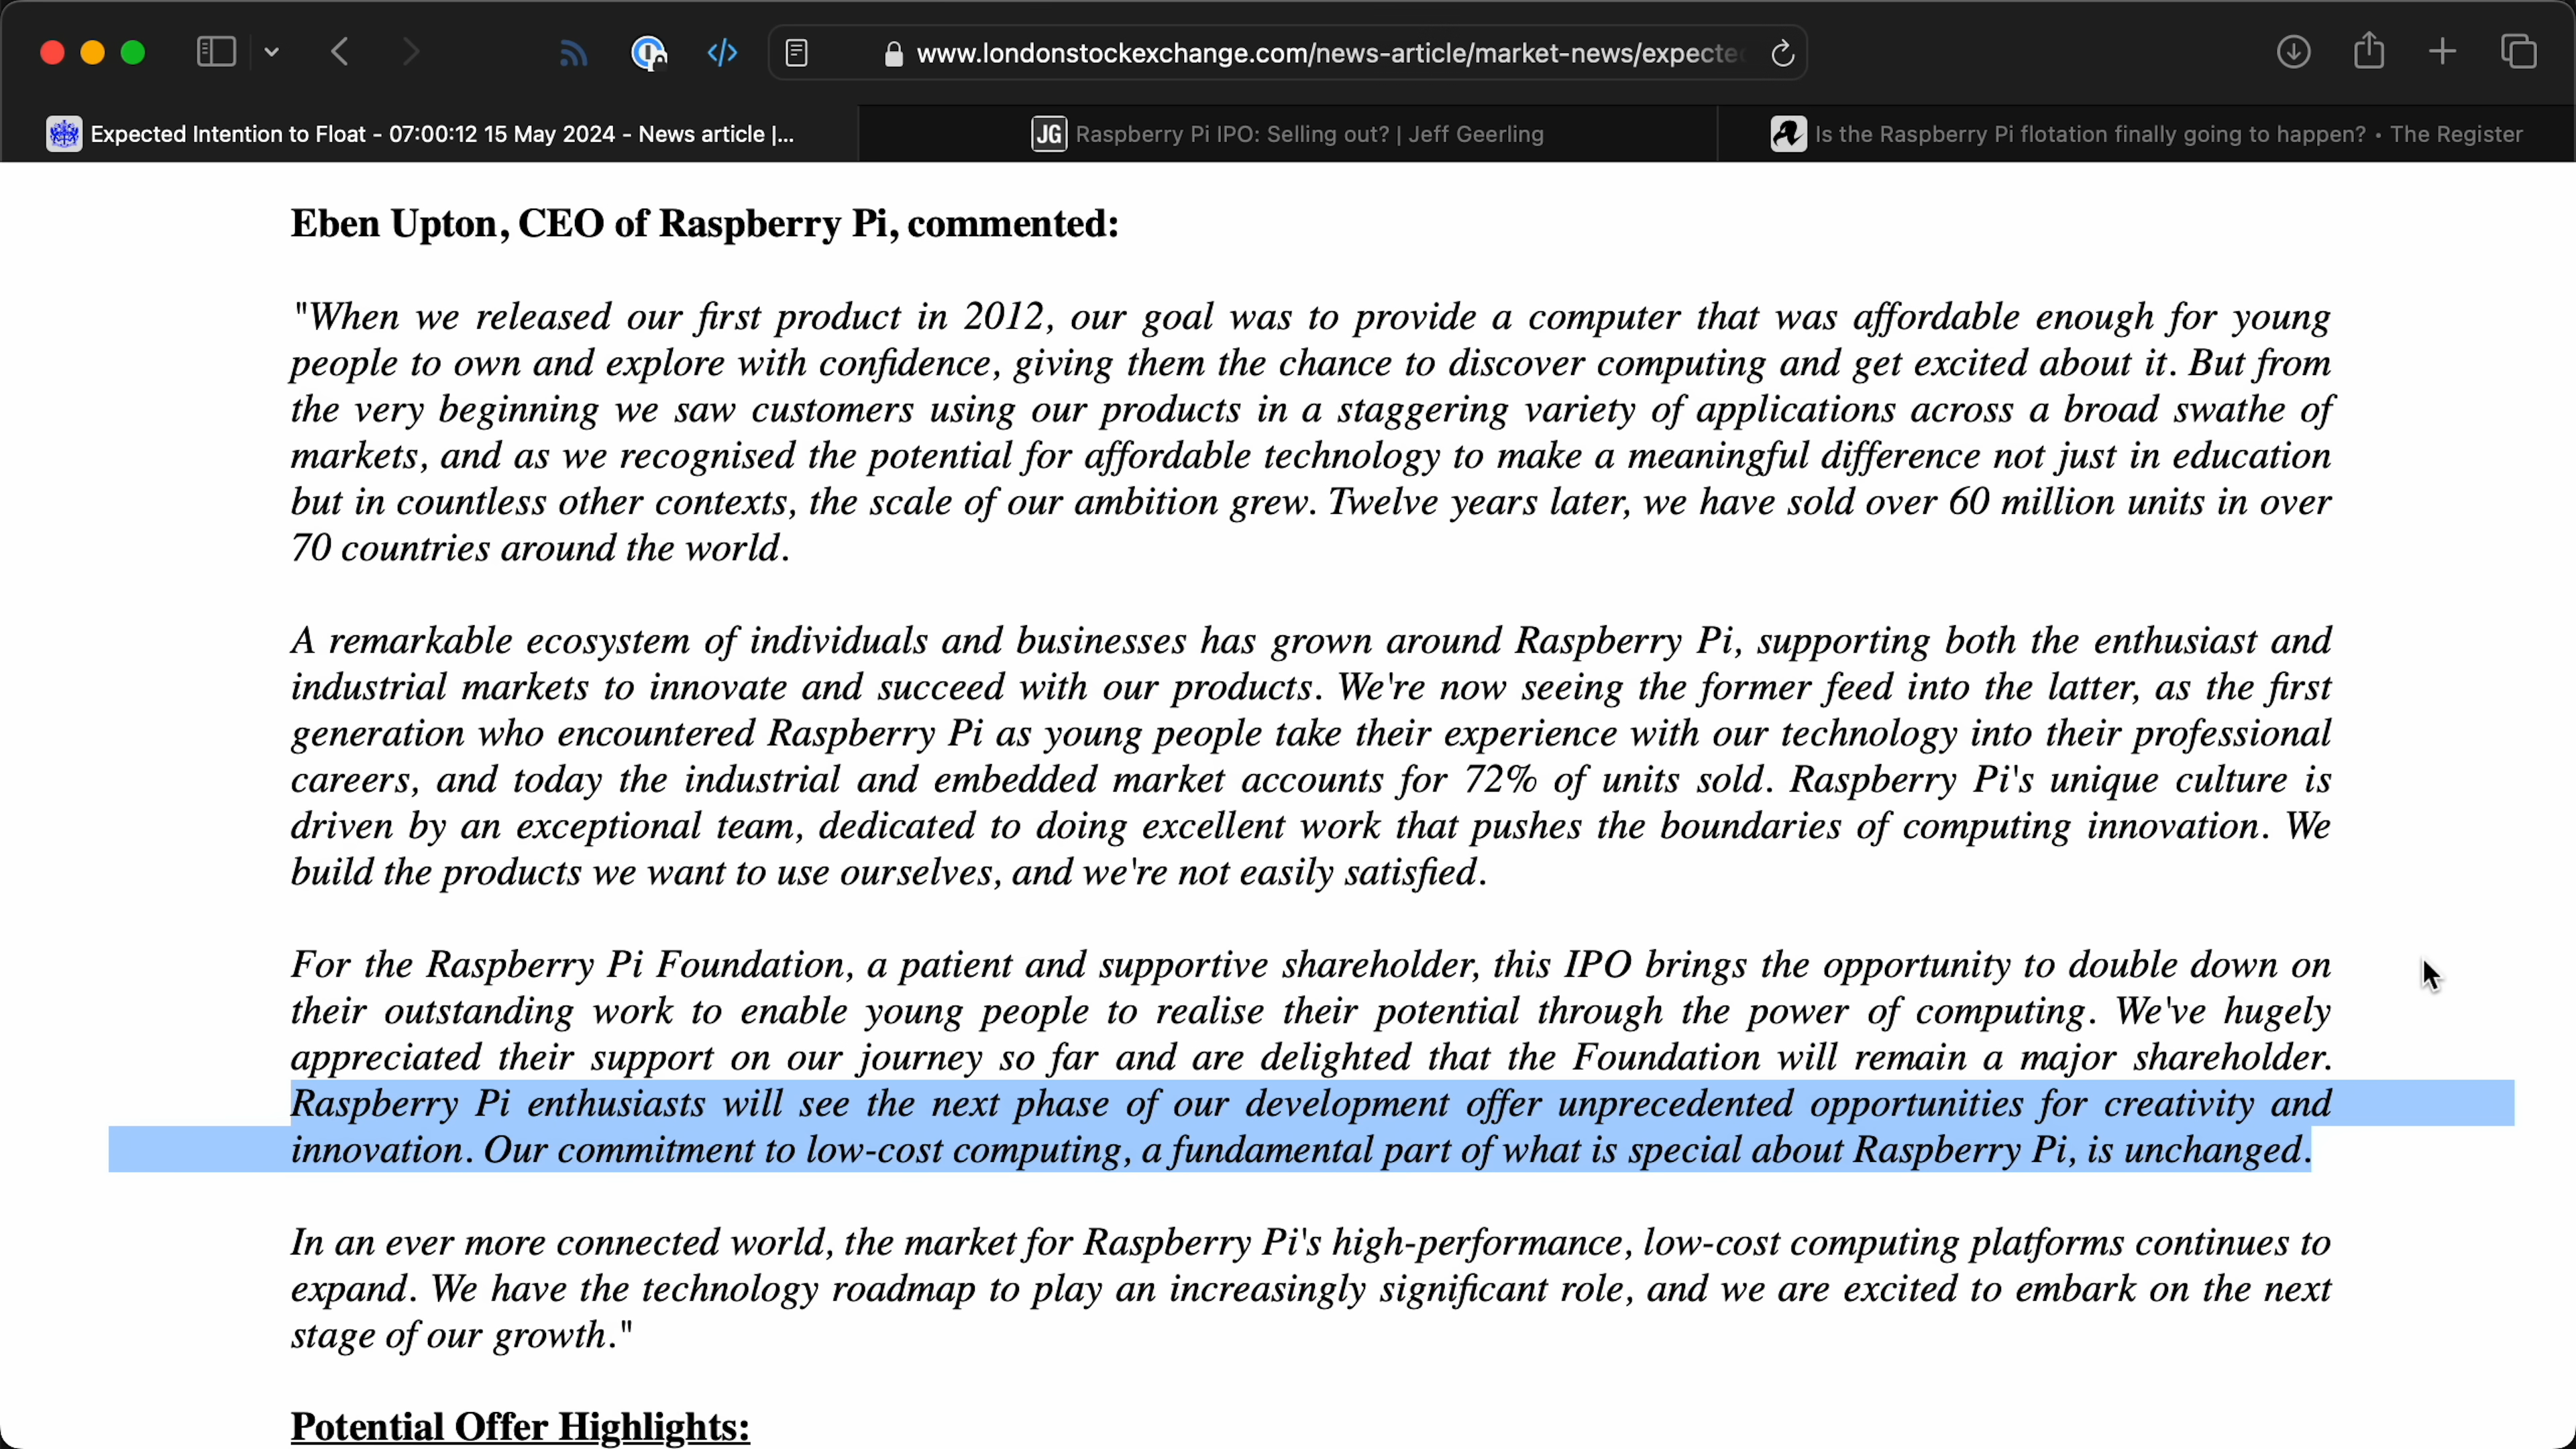 www.londonstockexchange.com/news-article/market-news/expecte
Expected Intention to Float - 07:00:12 15 May 2024 - News article |...
JG Raspberry Pi IPO: Selling out? | Jeff Geerling
Is the Raspberry Pi flotation finally going to happen? • The Register
Eben Upton, CEO of Raspberry Pi, commented:
"When we released our first product in 2012, our goal was to provide a computer that was affordable enough for young
people to own and explore with confidence, giving them the chance to discover computing and get excited about it. But from
the very beginning we saw customers using our products in a staggering variety of applications across a broad swathe of
markets, and as we recognised the potential for affordable technology to make a meaningful difference not just in education
but in countless other contexts, the scale of our ambition grew. Twelve years later, we have sold over 60 million units in over
70 countries around the world.
A remarkable ecosystem of individuals and businesses has grown around Raspberry Pi, supporting both the enthusiast and
industrial markets to innovate and succeed with our products. We're now seeing the former feed into the latter, as the first
generation who encountered Raspberry Pi as young people take their experience with our technology into their professional
careers, and today the industrial and embedded market accounts for 72% of units sold. Raspberry Pi's unique culture is
driven by an exceptional team, dedicated to doing excellent work that pushes the boundaries of computing innovation. We
build the products we want to use ourselves, and we're not easily satisfied.
For the Raspberry Pi Foundation, a patient and supportive shareholder, this IPO brings the opportunity to double down on
their outstanding work to enable young people to realise their potential through the power of computing. We've hugely
appreciated their support on our journey so far and are delighted that the Foundation will remain a major shareholder.
Raspberry Pi enthusiasts will see the next phase of our development offer unprecedented opportunities for creativity and
innovation. Our commitment to low-cost computing, a fundamental part of what is special about Raspberry Pi, is unchanged.
In an ever more connected world, the market for Raspberry Pi's high-performance, low-cost computing platforms continues to
expand. We have the technology roadmap to play an increasingly significant role, and we are excited to embark on the next
stage of our growth."
Potential Offer Highlights: